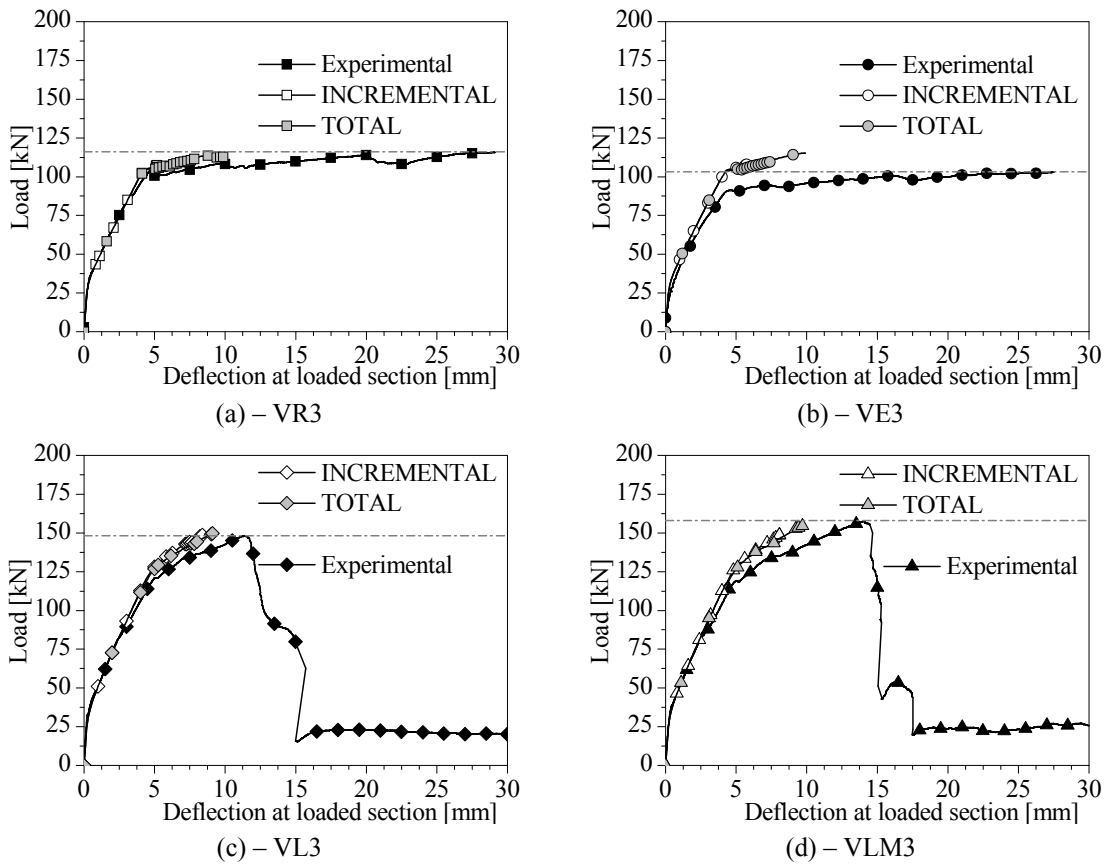 200
175
150
125
100
75
50
25
0
Load [kN]
Experimental
INCREMENTAL
TOTAL
0 5 10 15 20 25 30
Deflection at loaded section [mm]
(a) – VR3
200
175
150
125
100
75
50
25
0
Load [kN]
Experimental
INCREMENTAL
TOTAL
0 5 10 15 20 25 30
Deflection at loaded section [mm]
(b) – VE3
200
175
150
125
100
75
50
25
0
Load [kN]
INCREMENTAL
TOTAL
Experimental
0 5 10 15 20 25 30
Deflection at loaded section [mm]
(c) – VL3
200
175
150
125
100
75
50
25
0
Load [kN]
INCREMENTAL
TOTAL
Experimental
0 5 10 15 20 25 30
Deflection at loaded section [mm]
(d) – VLM3